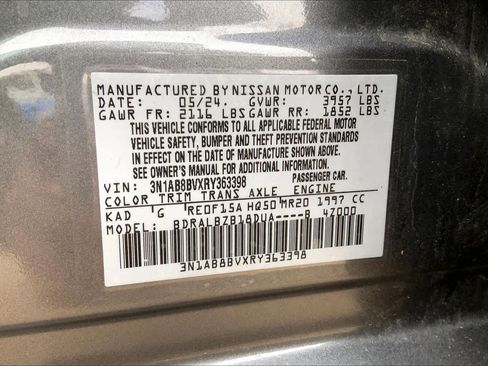 MANUFACTURED BY NISSAN MOTOR CO., LTD.
DATE: 05/24. GVWR: 3957 LBS
GAWR FR: 2116 LBS GAWR RR: 1852 LBS
THIS VEHICLE CONFORMS TO ALL APPLICABLE FEDERAL MOTOR
VEHICLE SAFETY, BUMPER AND THEFT PREVENTION STANDARDS
IN EFFECT ON THE DATE OF MANUFACTURE SHOWN ABOVE.
SEE OWNER'S MANUAL FOR ADDITIONAL INFORMATION.
PASSENGER CAR.
VIN: 3N1AB8BVXRY363398
COLOR TRIM TRANS AXLE ENGINE
KAD G RE0F15A HQ50 MR20 1997 CC
MODEL: BDRALBZB18DUA----B 4Z000
3N1AB8BVXRY363398